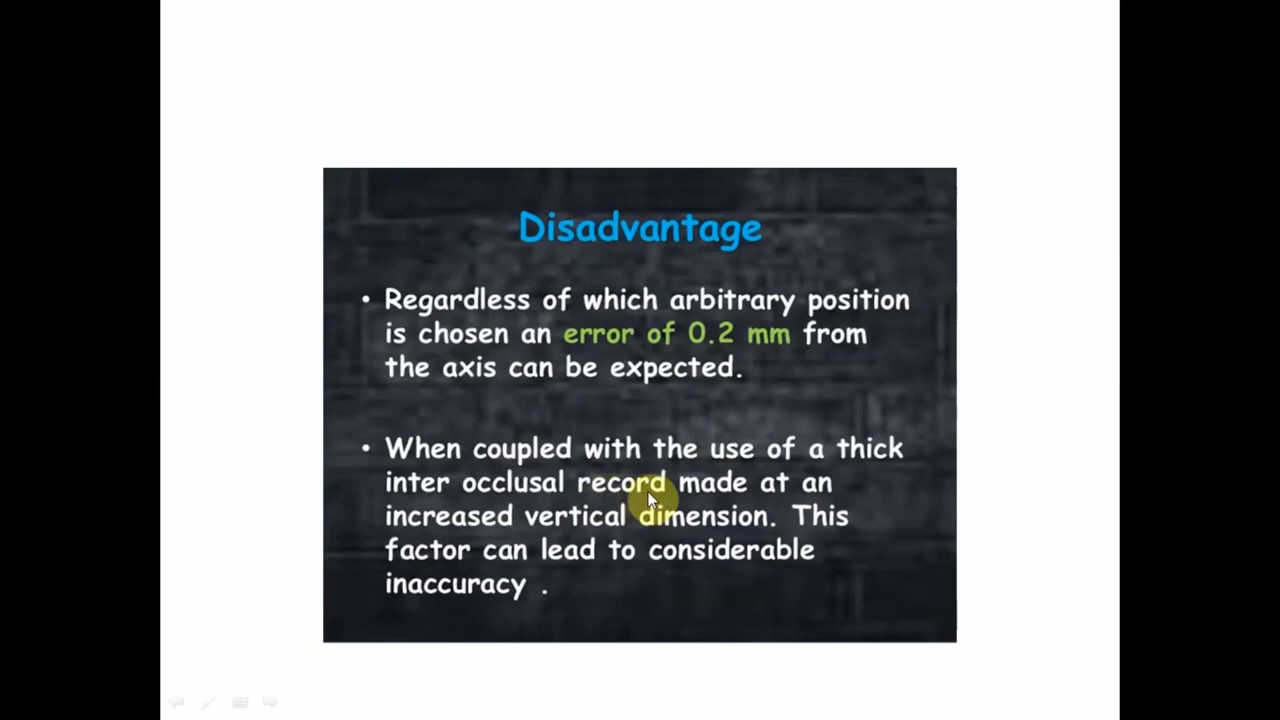 Disadvantage
• Regardless of which arbitrary position
is chosen an error of 0.2 mm from
the axis can be expected.
• When coupled with the use of a thick
inter occlusal record made at an
increased vertical dimension. This
factor can lead to considerable
inaccuracy .